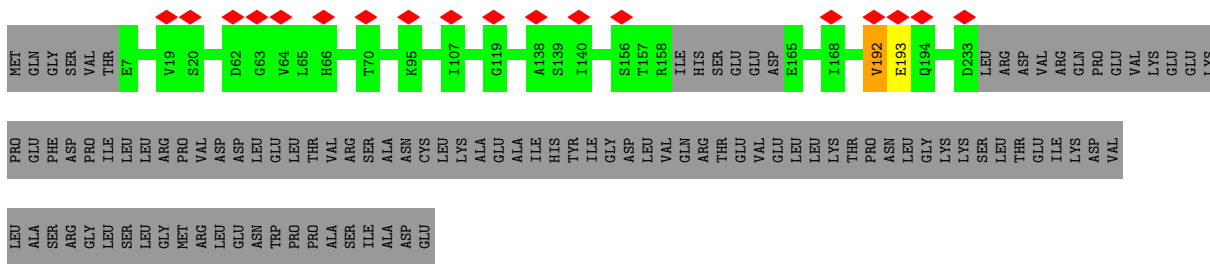 MET GLN GLY SER VAL THR E7 V19 S20 D62 G63 V64 L65 H66 T70 K95 I107 G119 A138 S139 I140 S156 T157 R158 ILE HIS SER GLU GLU ASP E165 I168 V192 E193 Q194 D233 LEU ARG ASP VAL ARG GLN PRO GLU VAL LYS GLU GLU LYS
PRO GLU PHE ASP PRO ILE LEU LEU ARG PRO VAL ASP ASP LEU GLU LEU THR VAL ARG SER ALA ASN CYS LEU LYS ALA GLU ALA ILE HIS TYR ILE GLY ASP LEU VAL GLN ARG THR GLU VAL GLU LEU LEU LYS THR PRO ASN LEU GLY LYS LYS SER LEU THR GLU ILE LYS ASP VAL
LEU ALA SER ARG GLY LEU SER LEU GLY MET ARG LEU GLU ASN TRP PRO PRO ALA SER ILE ALA ASP GLU